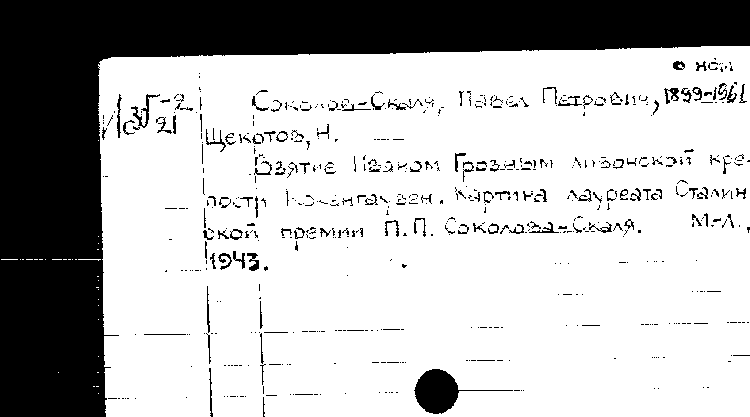 о нём
Соколов-Скаля, Павел Петрович, 1899-1961
Щекотов, Н.
Взятие Иваном Грозным ливонской кре-
пости Кокенгаузен. Картина лауреата Сталин
ской премии П.П. Соколова-Скаля. М.-Л.,
1943.